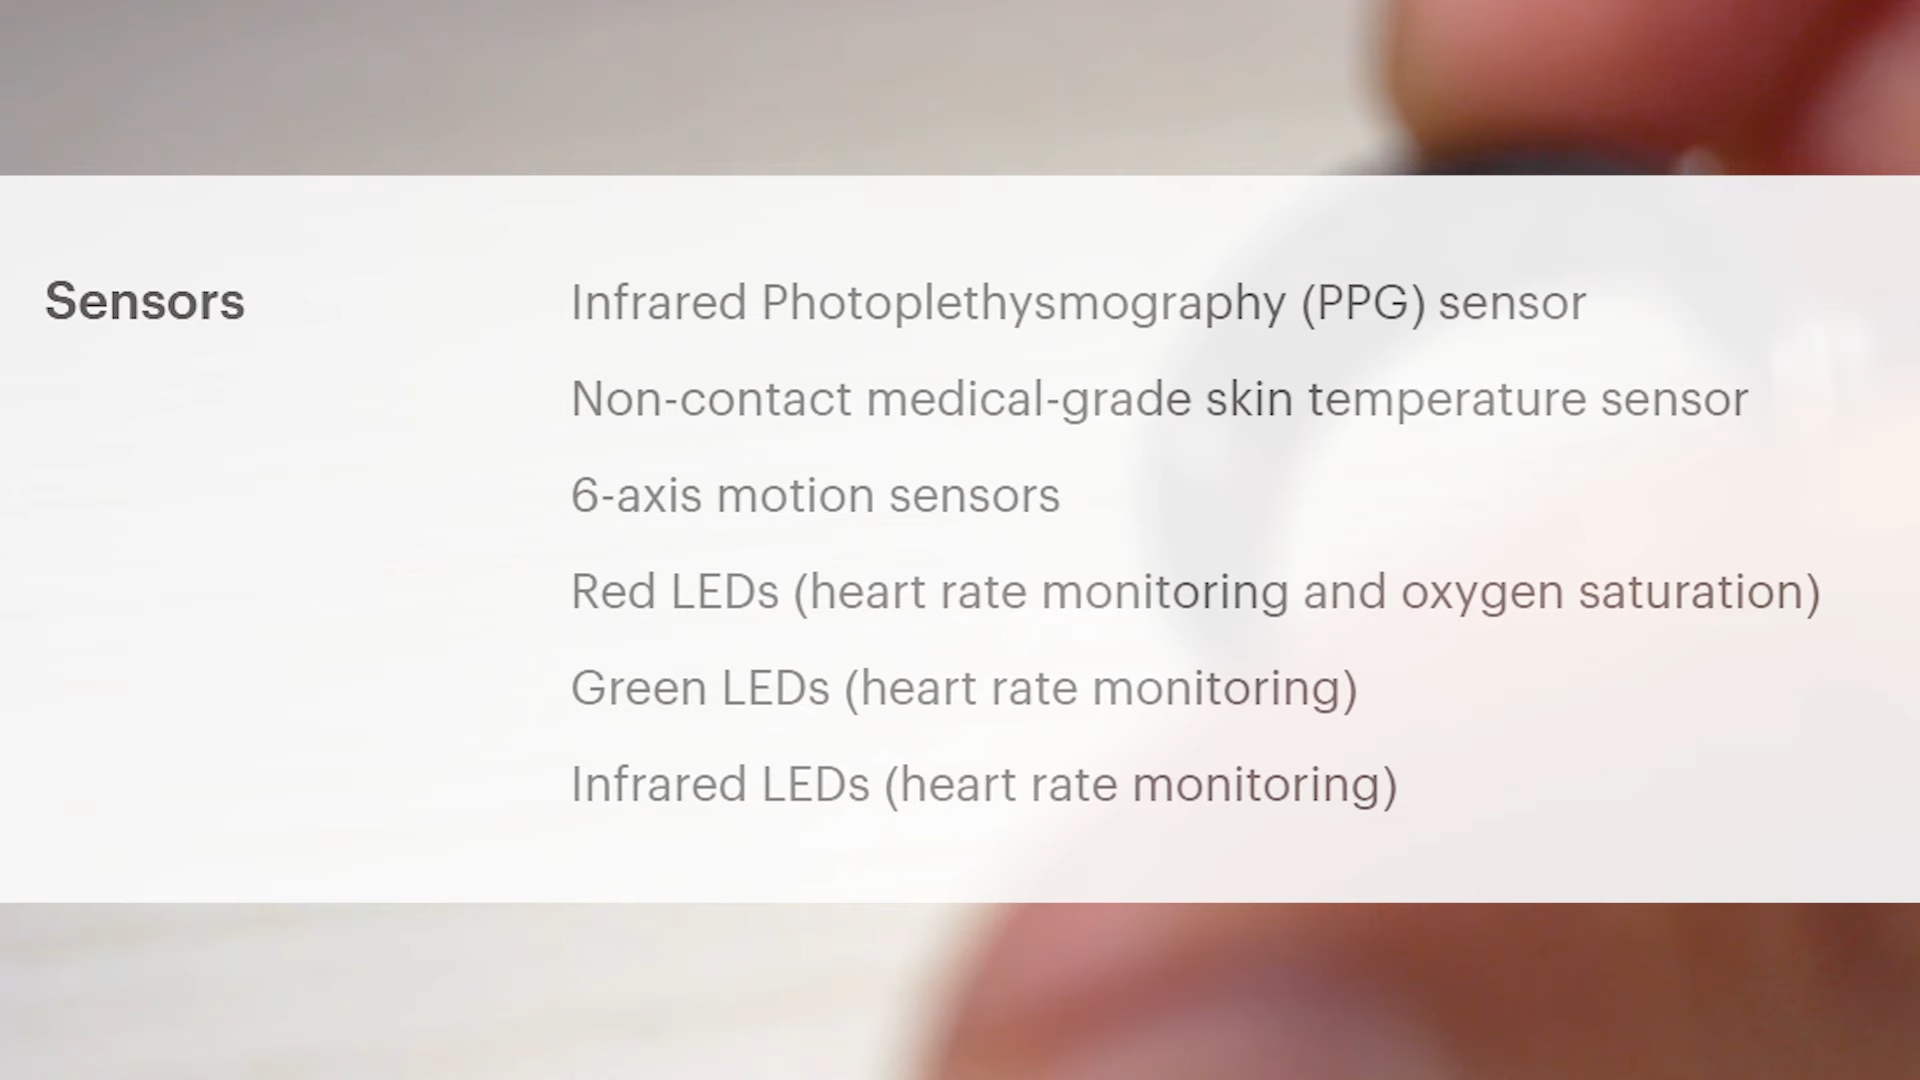 Sensors
Infrared Photoplethysmography (PPG) sensor
Non-contact medical-grade skin temperature sensor
6-axis motion sensors
Red LEDs (heart rate monitoring and oxygen saturation)
Green LEDs (heart rate monitoring)
Infrared LEDs (heart rate monitoring)